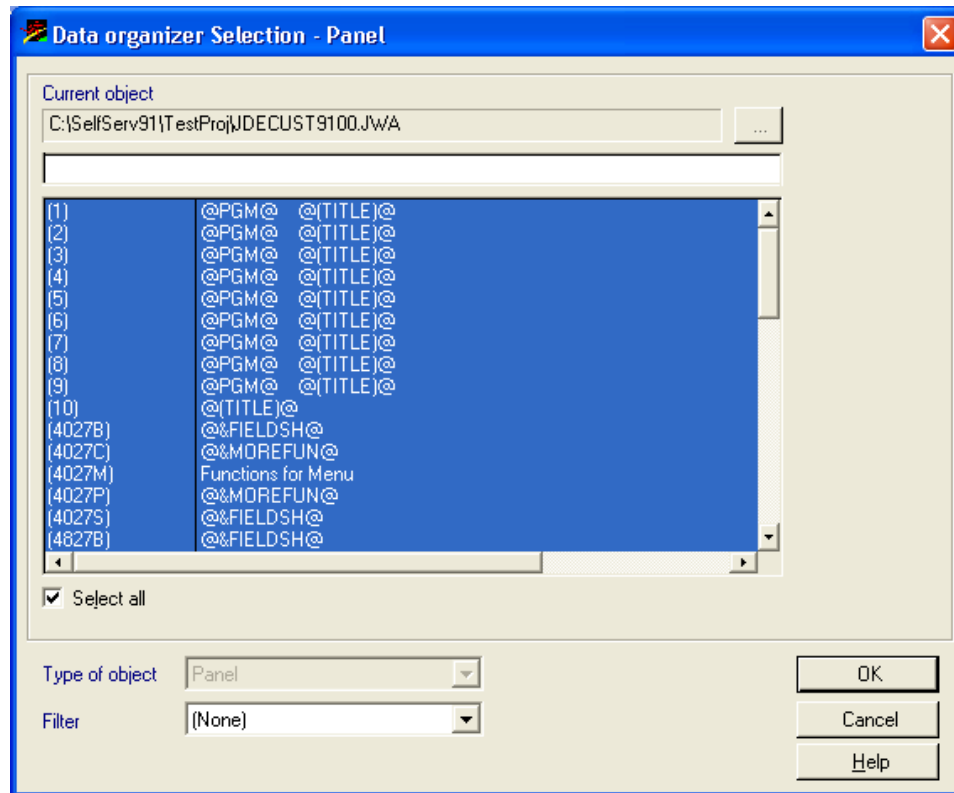 Data organizer Selection - Panel
Current object
C:\SelfServ91\TestProj\JDECUST9100.JWA
...
(1) @PGM@ @(TITLE)@
(2) @PGM@ @(TITLE)@
(3) @PGM@ @(TITLE)@
(4) @PGM@ @(TITLE)@
(5) @PGM@ @(TITLE)@
(6) @PGM@ @(TITLE)@
(7) @PGM@ @(TITLE)@
(8) @PGM@ @(TITLE)@
(9) @PGM@ @(TITLE)@
(10) @(TITLE)@
(4027B) @&FIELDSH@
(4027C) @&MOREFUN@
(4027M) Functions for Menu
(4027P) @&MOREFUN@
(4027S) @&FIELDSH@
(4827B) @&FIELDSH@
Select all
Type of object Panel OK
Filter (None) Cancel
Help